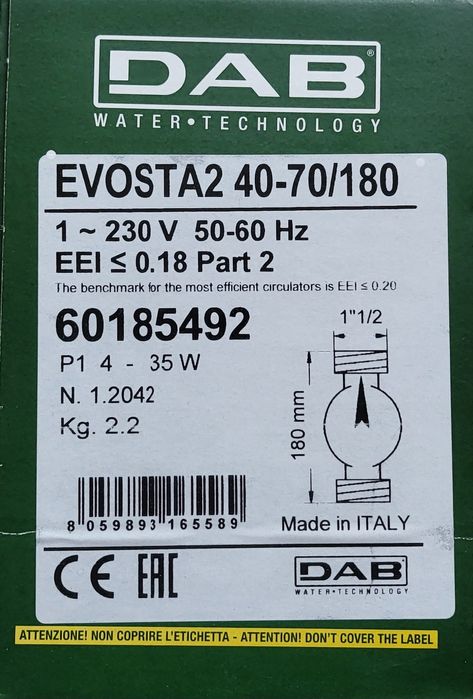 DAB®
WATER•TECHNOLOGY
EVOSTA2 40-70/180
1 ~ 230 V 50-60 Hz
EEI ≤ 0.18 Part 2
The benchmark for the most efficient circulators is EEI ≤ 0.20
60185492
1"1/2
P1 4 - 35 W
N. 1.2042
Kg. 2.2
180 mm
8 059893 165589
Made in ITALY
CE EAC
DAB
WATER•TECHNOLOGY
ATTENZIONE! NON COPRIRE L'ETICHETTA - ATTENTION! DON'T COVER THE LABEL